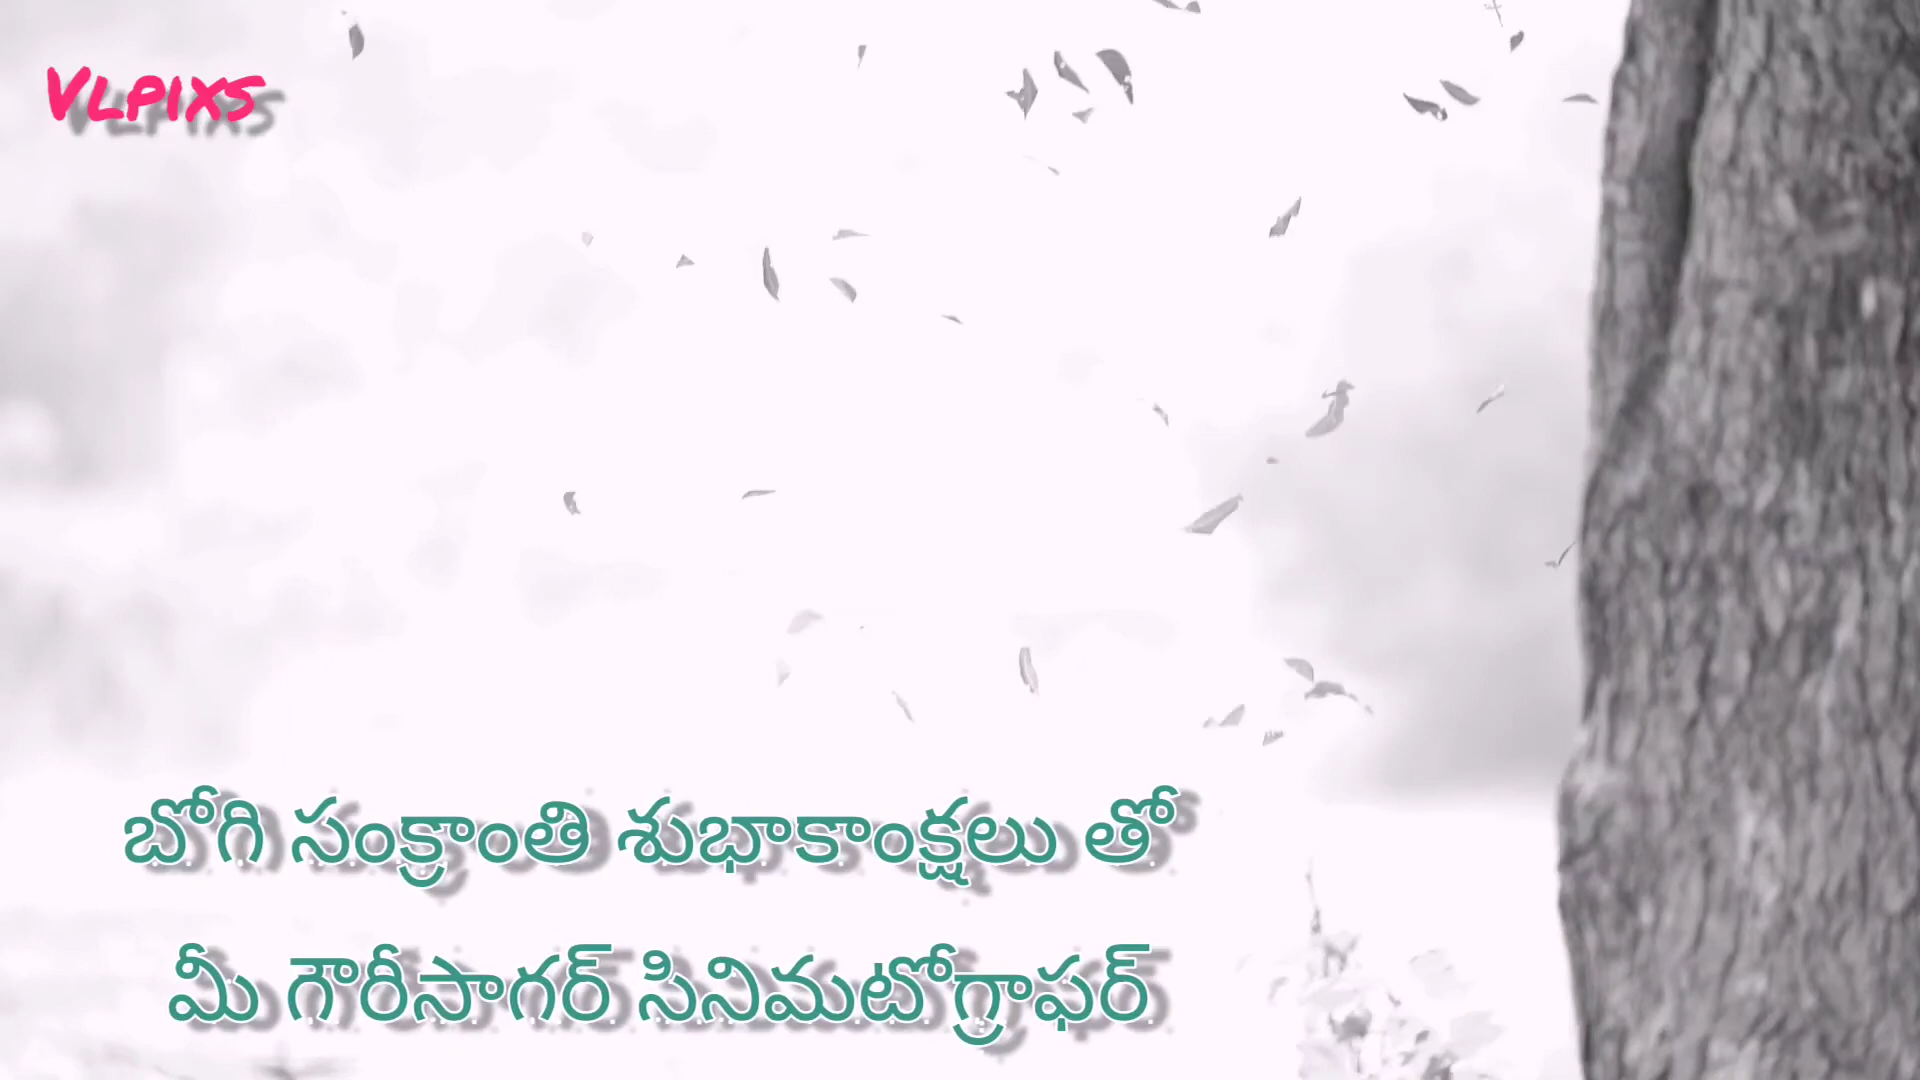 Vlpixs
బోగి సంక్రాంతి శుభాకాంక్షలు తో
మీ గౌరీసాగర్ సినిమటోగ్రాఫర్